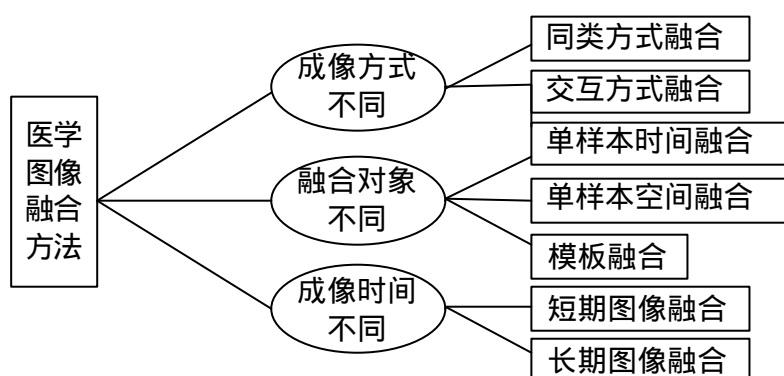 医学
图像
融合
方法
成像方式
不同
同类方式融合
交互方式融合
融合对象
不同
单样本时间融合
单样本空间融合
模板融合
成像时间
不同
短期图像融合
长期图像融合